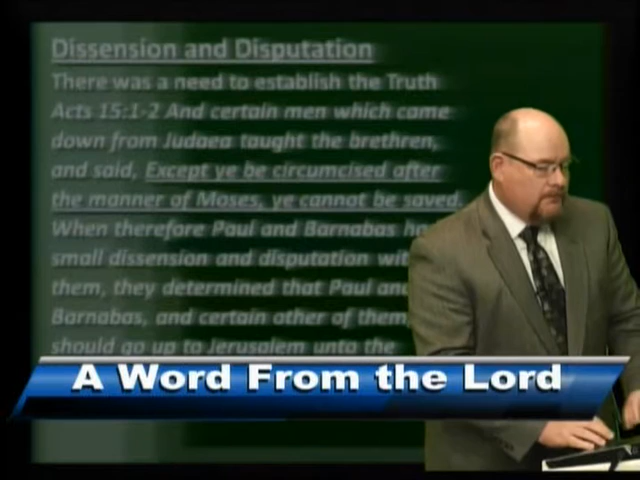 Dissension and Disputation
There was a need to establish the Truth
Acts 15:1-2 And certain men which came
down from Judaea taught the brethren,
and said, Except ye be circumcised after
the manner of Moses, ye cannot be saved.
When therefore Paul and Barnabas
small dissension and disputation
them, they determined that Paul
Barnabas, and certain other of them,
should go up to Jerusalem unto the
A Word From the Lord